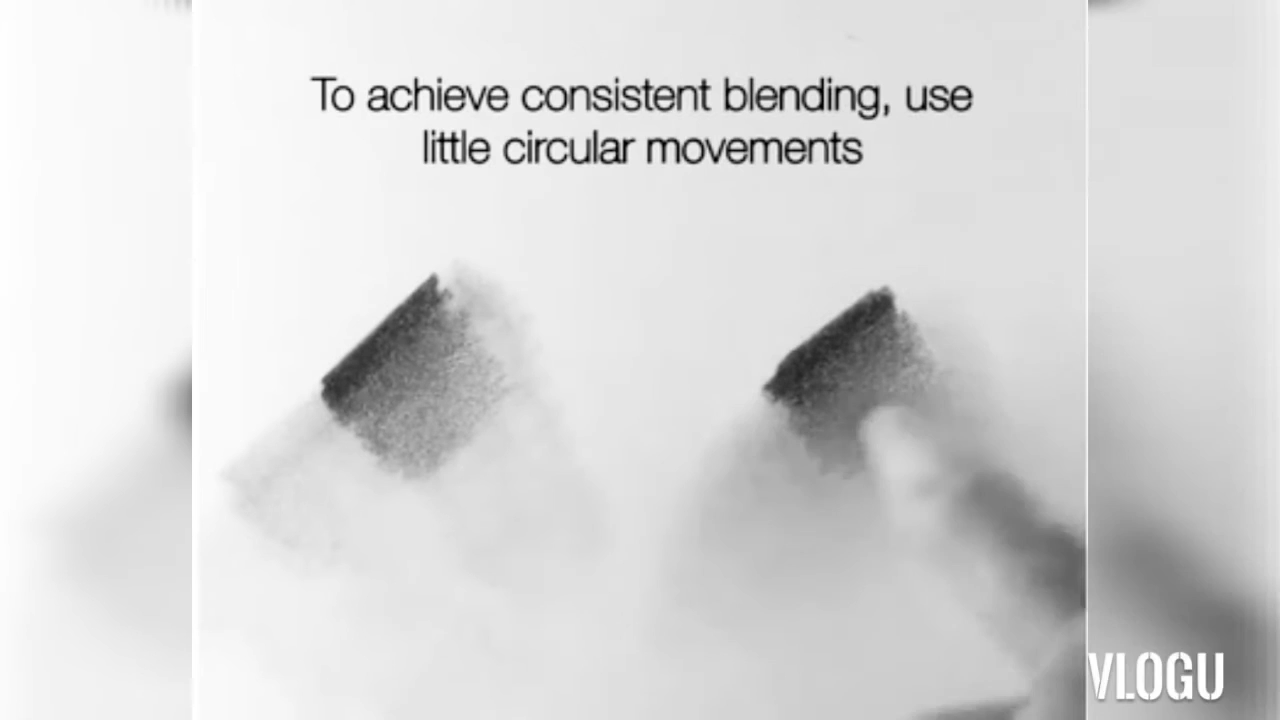 To achieve consistent blending, use
little circular movements
VLOGU